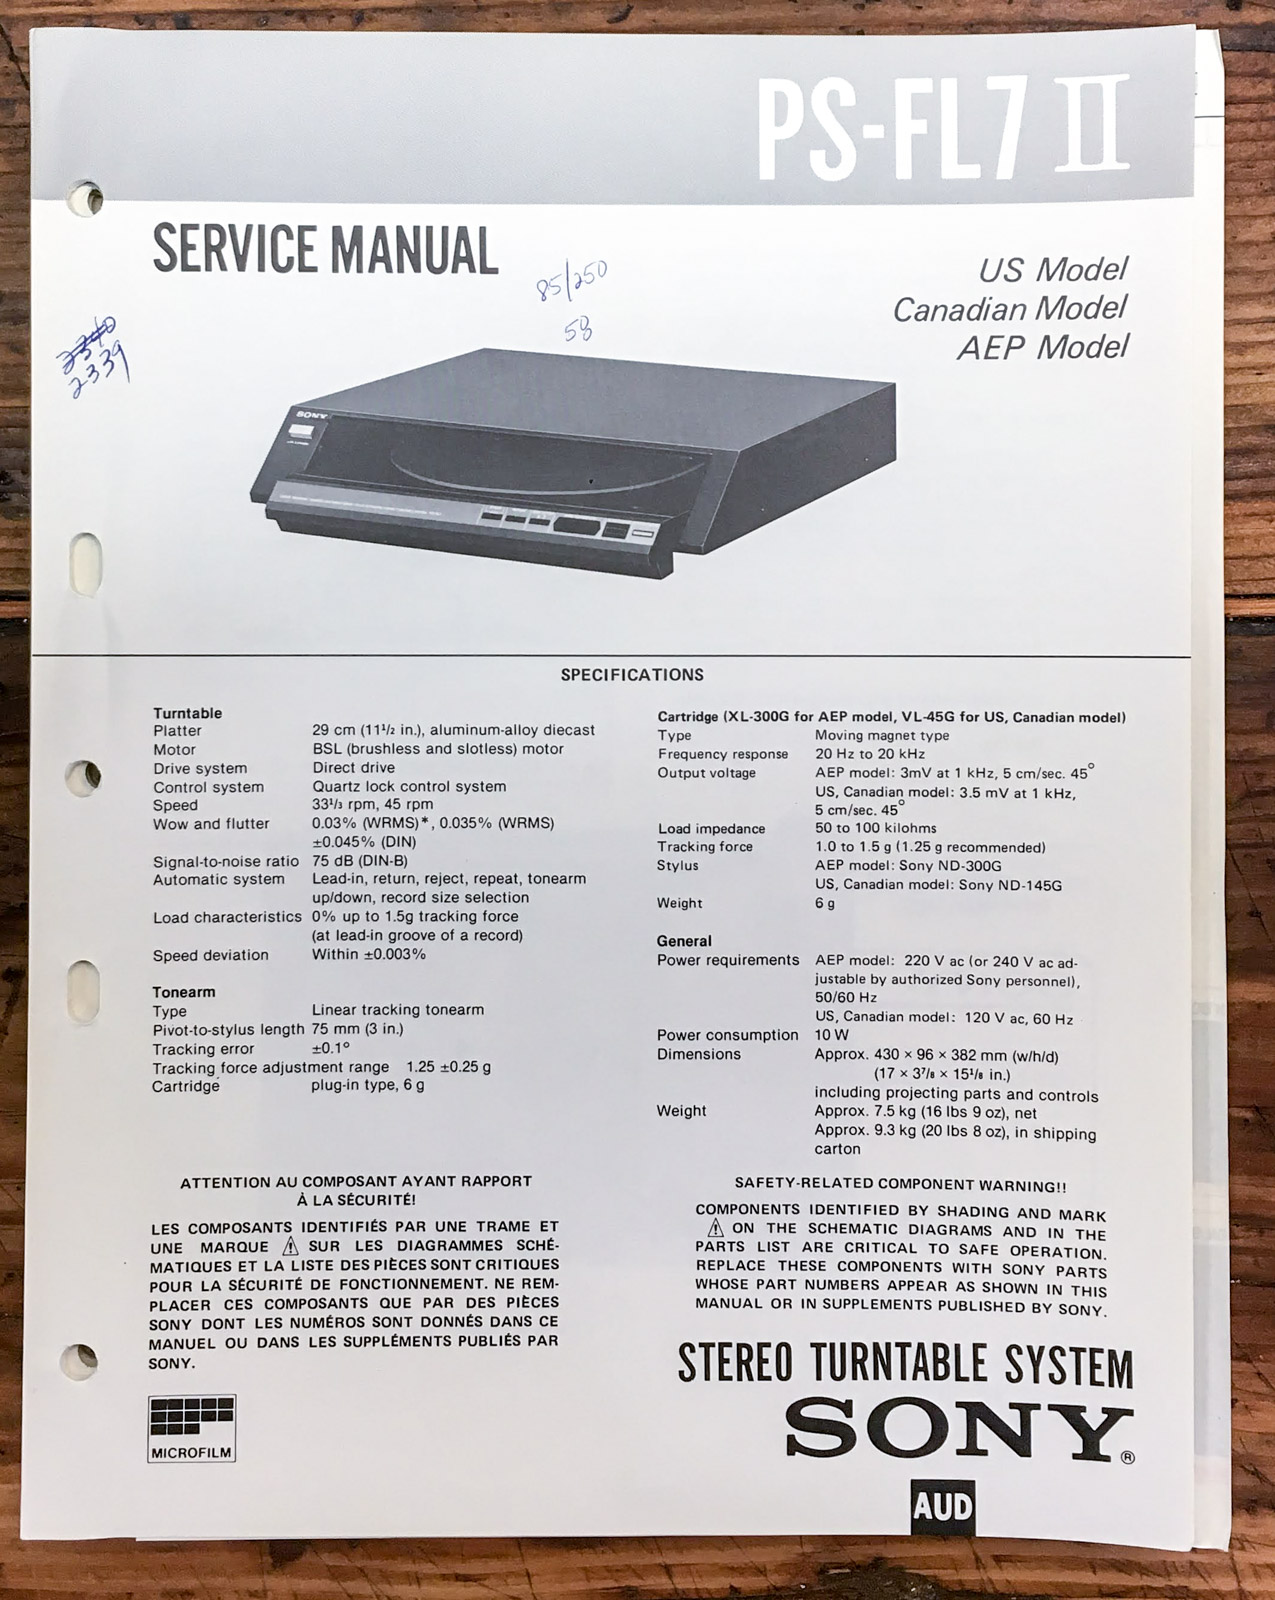 PS-FL7 II
SERVICE MANUAL
US Model
Canadian Model
AEP Model
85/250
58
2340
2339
SONY
SPECIFICATIONS
Turntable
Platter 29 cm (11 1/2 in.), aluminum-alloy diecast
Motor BSL (brushless and slotless) motor
Drive system Direct drive
Control system Quartz lock control system
Speed 33 1/3 rpm, 45 rpm
Wow and flutter 0.03% (WRMS)*, 0.035% (WRMS)
±0.045% (DIN)
Signal-to-noise ratio 75 dB (DIN-B)
Automatic system Lead-in, return, reject, repeat, tonearm
up/down, record size selection
Load characteristics 0% up to 1.5g tracking force
(at lead-in groove of a record)
Speed deviation Within ±0.003%
Tonearm
Type Linear tracking tonearm
Pivot-to-stylus length 75 mm (3 in.)
Tracking error ±0.1°
Tracking force adjustment range 1.25 ±0.25 g
Cartridge plug-in type, 6 g
Cartridge (XL-300G for AEP model, VL-45G for US, Canadian model)
Type Moving magnet type
Frequency response 20 Hz to 20 kHz
Output voltage AEP model: 3mV at 1 kHz, 5 cm/sec. 45°
US, Canadian model: 3.5 mV at 1 kHz,
5 cm/sec. 45°
Load impedance 50 to 100 kilohms
Tracking force 1.0 to 1.5 g (1.25 g recommended)
Stylus AEP model: Sony ND-300G
US, Canadian model: Sony ND-145G
Weight 6 g
General
Power requirements AEP model: 220 V ac (or 240 V ac ad-
justable by authorized Sony personnel),
50/60 Hz
US, Canadian model: 120 V ac, 60 Hz
Power consumption 10 W
Dimensions Approx. 430 × 96 × 382 mm (w/h/d)
(17 × 3 7/8 × 15 1/8 in.)
including projecting parts and controls
Weight Approx. 7.5 kg (16 lbs 9 oz), net
Approx. 9.3 kg (20 lbs 8 oz), in shipping
carton
ATTENTION AU COMPOSANT AYANT RAPPORT
À LA SÉCURITÉ!
LES COMPOSANTS IDENTIFIÉS PAR UNE TRAME ET
UNE MARQUE ⚠ SUR LES DIAGRAMMES SCHÉ-
MATIQUES ET LA LISTE DES PIÈCES SONT CRITIQUES
POUR LA SÉCURITÉ DE FONCTIONNEMENT. NE REM-
PLACER CES COMPOSANTS QUE PAR DES PIÈCES
SONY DONT LES NUMÉROS SONT DONNÉS DANS CE
MANUEL OU DANS LES SUPPLÉMENTS PUBLIÉS PAR
SONY.
SAFETY-RELATED COMPONENT WARNING!!
COMPONENTS IDENTIFIED BY SHADING AND MARK
⚠ ON THE SCHEMATIC DIAGRAMS AND IN THE
PARTS LIST ARE CRITICAL TO SAFE OPERATION.
REPLACE THESE COMPONENTS WITH SONY PARTS
WHOSE PART NUMBERS APPEAR AS SHOWN IN THIS
MANUAL OR IN SUPPLEMENTS PUBLISHED BY SONY.
MICROFILM
STEREO TURNTABLE SYSTEM
SONY®
AUD